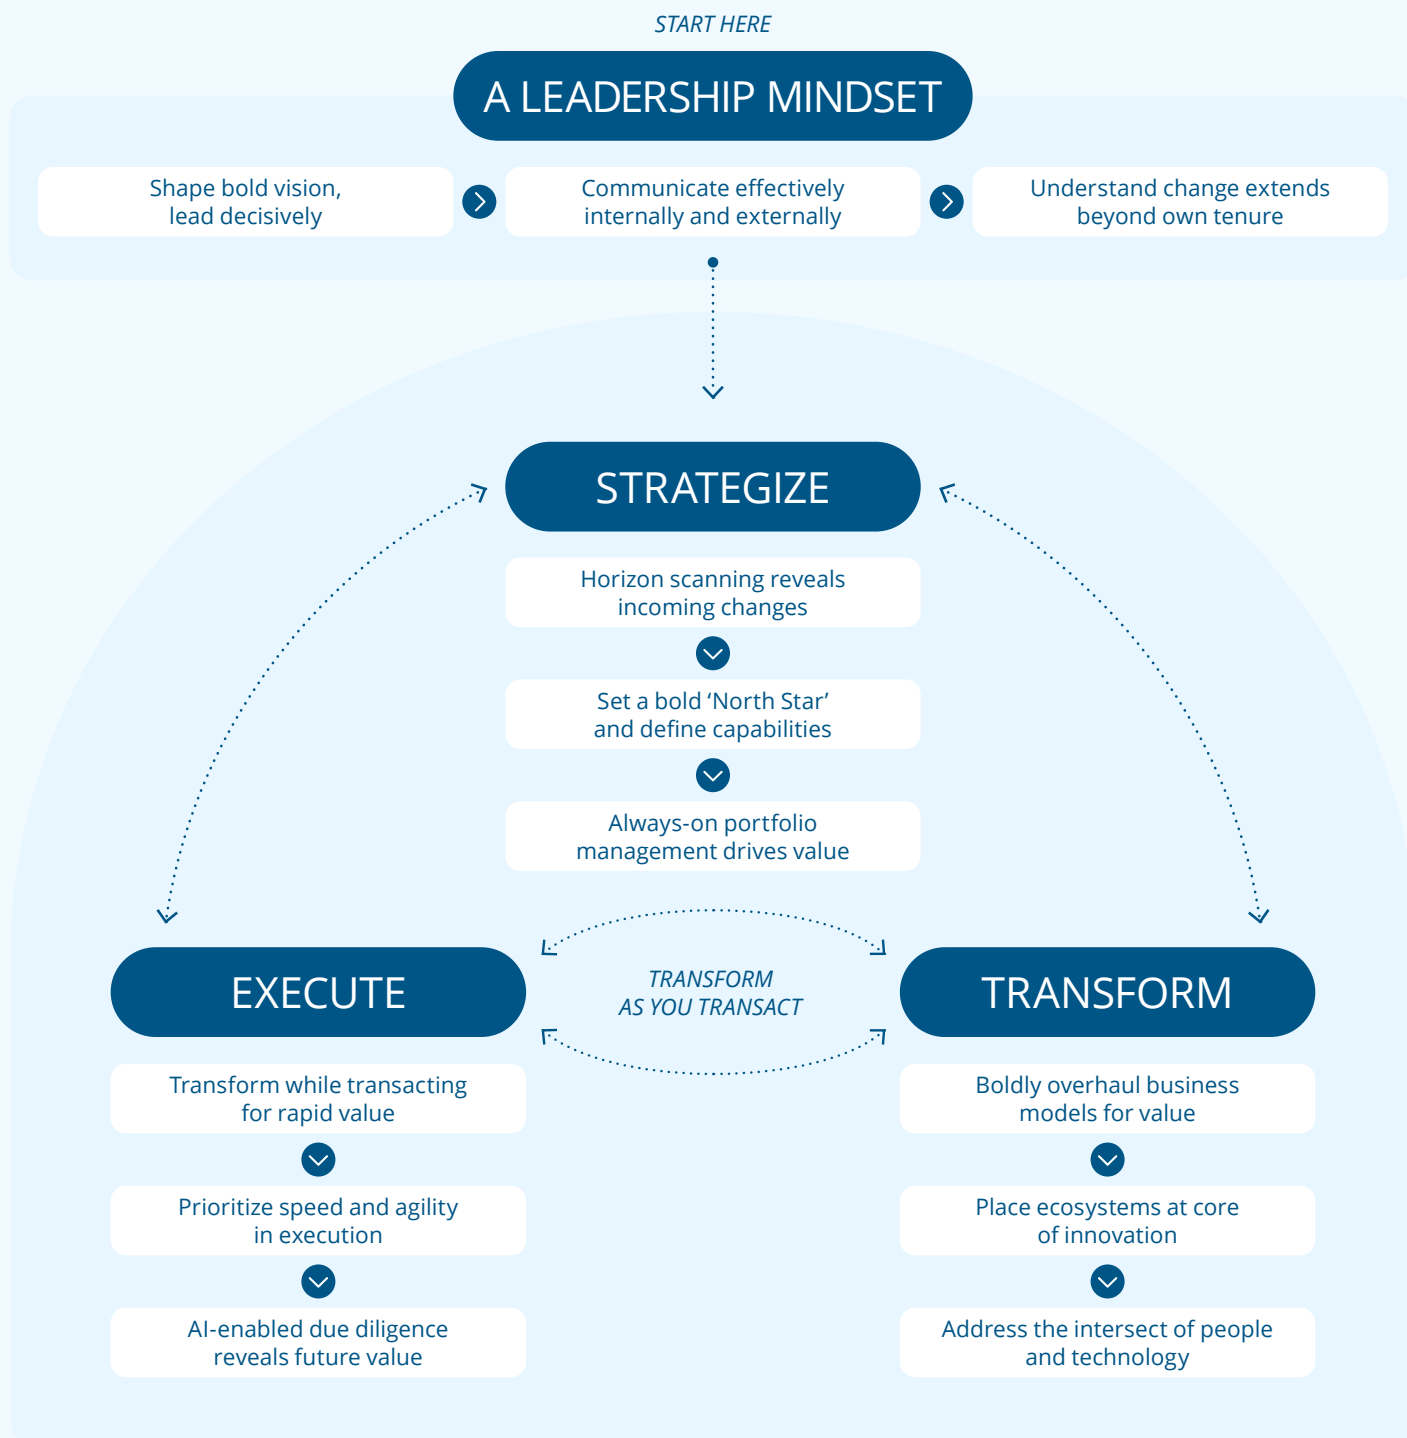 START HERE
A LEADERSHIP MINDSET
Shape bold vision,
lead decisively
Communicate effectively
internally and externally
Understand change extends
beyond own tenure
STRATEGIZE
Horizon scanning reveals
incoming changes
Set a bold ‘North Star’
and define capabilities
Always-on portfolio
management drives value
EXECUTE
Transform while transacting
for rapid value
Prioritize speed and agility
in execution
AI-enabled due diligence
reveals future value
TRANSFORM
AS YOU TRANSACT
TRANSFORM
Boldly overhaul business
models for value
Place ecosystems at core
of innovation
Address the intersect of people
and technology